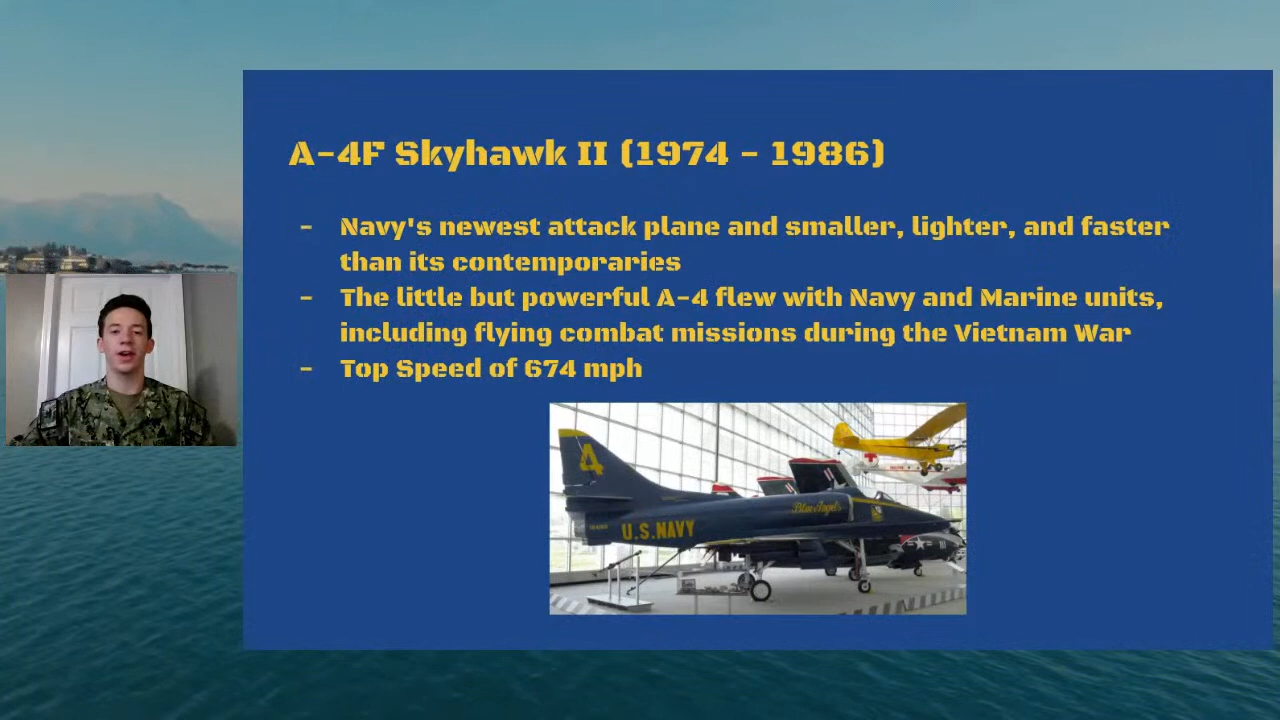 A-4F Skyhawk II (1974 - 1986)
- Navy's newest attack plane and smaller, lighter, and faster
than its contemporaries
- The little but powerful A-4 flew with Navy and Marine units,
including flying combat missions during the Vietnam War
- Top Speed of 674 mph
4
Blue Angels
U.S.NAVY